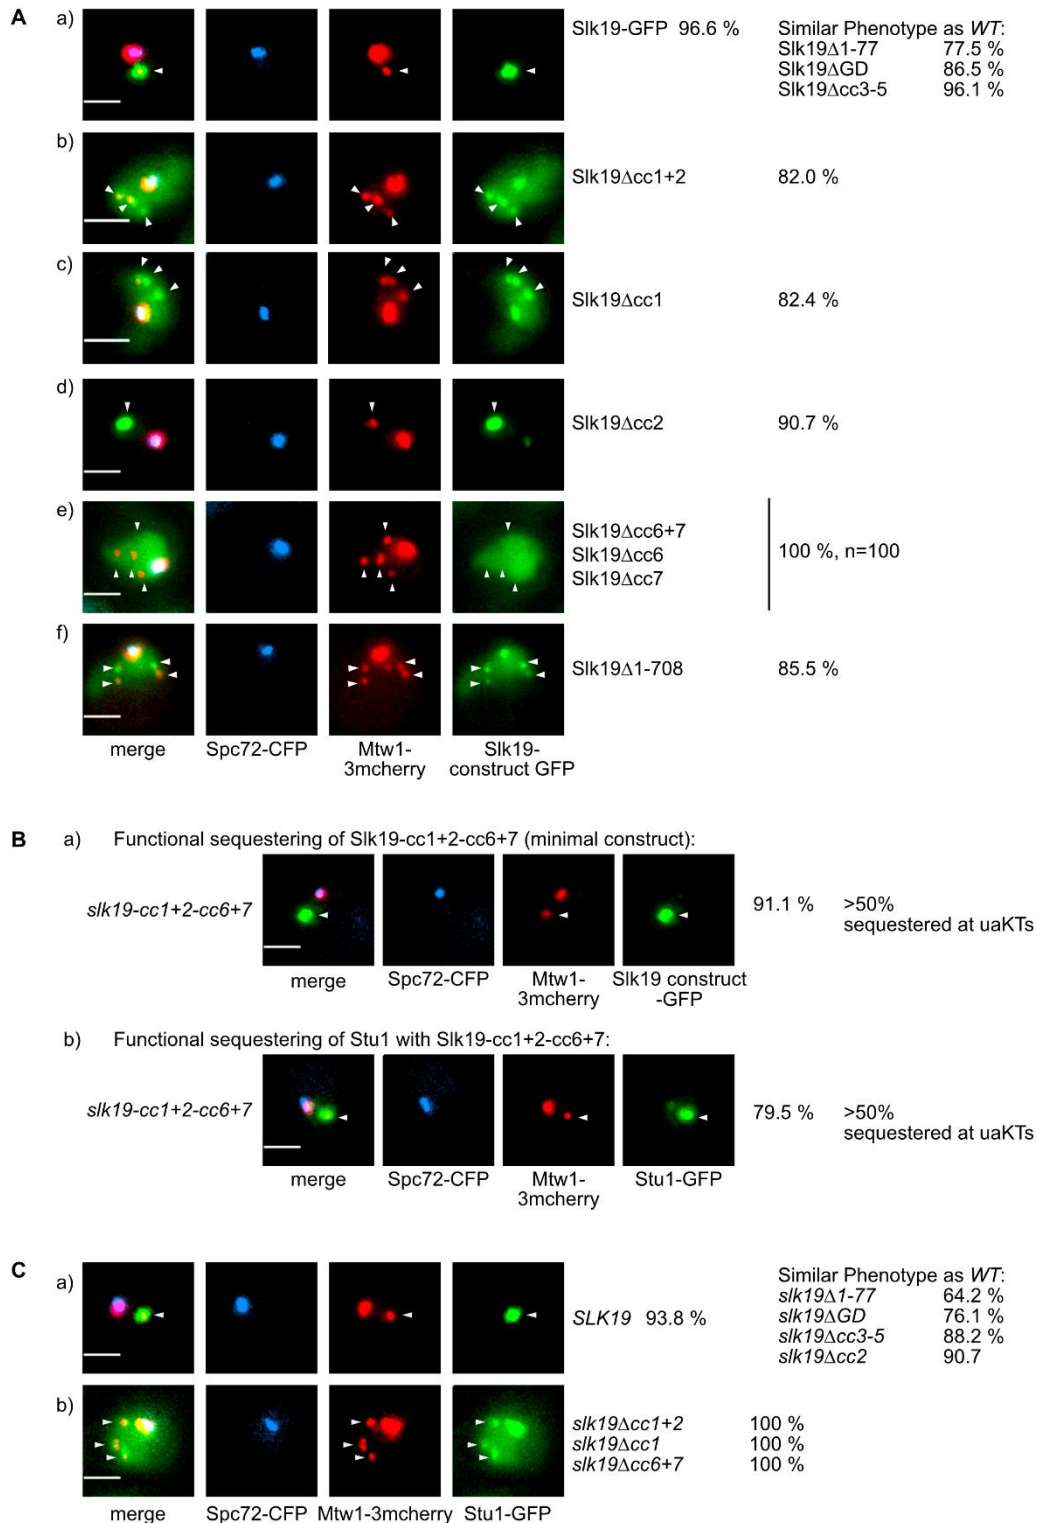 A
a)
Slk19-GFP 96.6 %
Similar Phenotype as WT:
Slk19Δ1-77 77.5 %
Slk19ΔGD 86.5 %
Slk19Δcc3-5 96.1 %
b)
Slk19Δcc1+2 82.0 %
c)
Slk19Δcc1 82.4 %
d)
Slk19Δcc2 90.7 %
e)
Slk19Δcc6+7
Slk19Δcc6
Slk19Δcc7
100 %, n=100
f)
Slk19Δ1-708 85.5 %
merge Spc72-CFP Mtw1- Slk19-
3mcherry construct GFP
B a) Functional sequestering of Slk19-cc1+2-cc6+7 (minimal construct):
slk19-cc1+2-cc6+7
91.1 % >50%
sequestered at uaKTs
merge Spc72-CFP Mtw1- Slk19 construct
3mcherry -GFP
b) Functional sequestering of Stu1 with Slk19-cc1+2-cc6+7:
slk19-cc1+2-cc6+7
79.5 % >50%
sequestered at uaKTs
merge Spc72-CFP Mtw1- Stu1-GFP
3mcherry
C
a)
SLK19 93.8 %
Similar Phenotype as WT:
slk19Δ1-77 64.2 %
slk19ΔGD 76.1 %
slk19Δcc3-5 88.2 %
slk19Δcc2 90.7
b)
slk19Δcc1+2 100 %
slk19Δcc1 100 %
slk19Δcc6+7 100 %
merge Spc72-CFP Mtw1-3mcherry Stu1-GFP